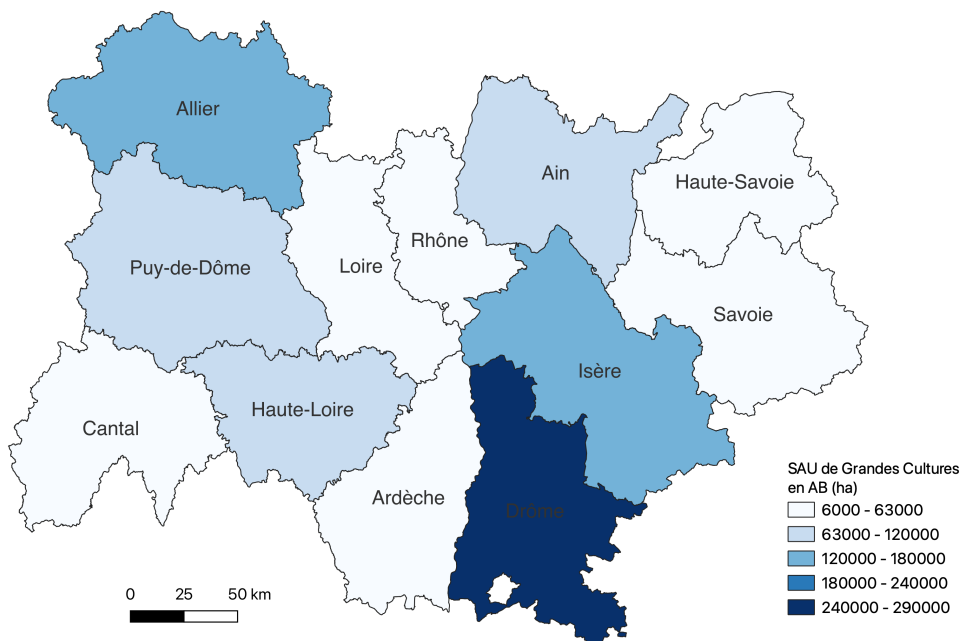 Allier
Ain
Haute-Savoie
Rhône
Puy-de-Dôme
Loire
Savoie
Isère
Haute-Loire
Cantal
Ardèche
Drôme
SAU de Grandes Cultures
en AB (ha)
6000 - 63000
63000 - 120000
120000 - 180000
180000 - 240000
240000 - 290000
0 25 50 km